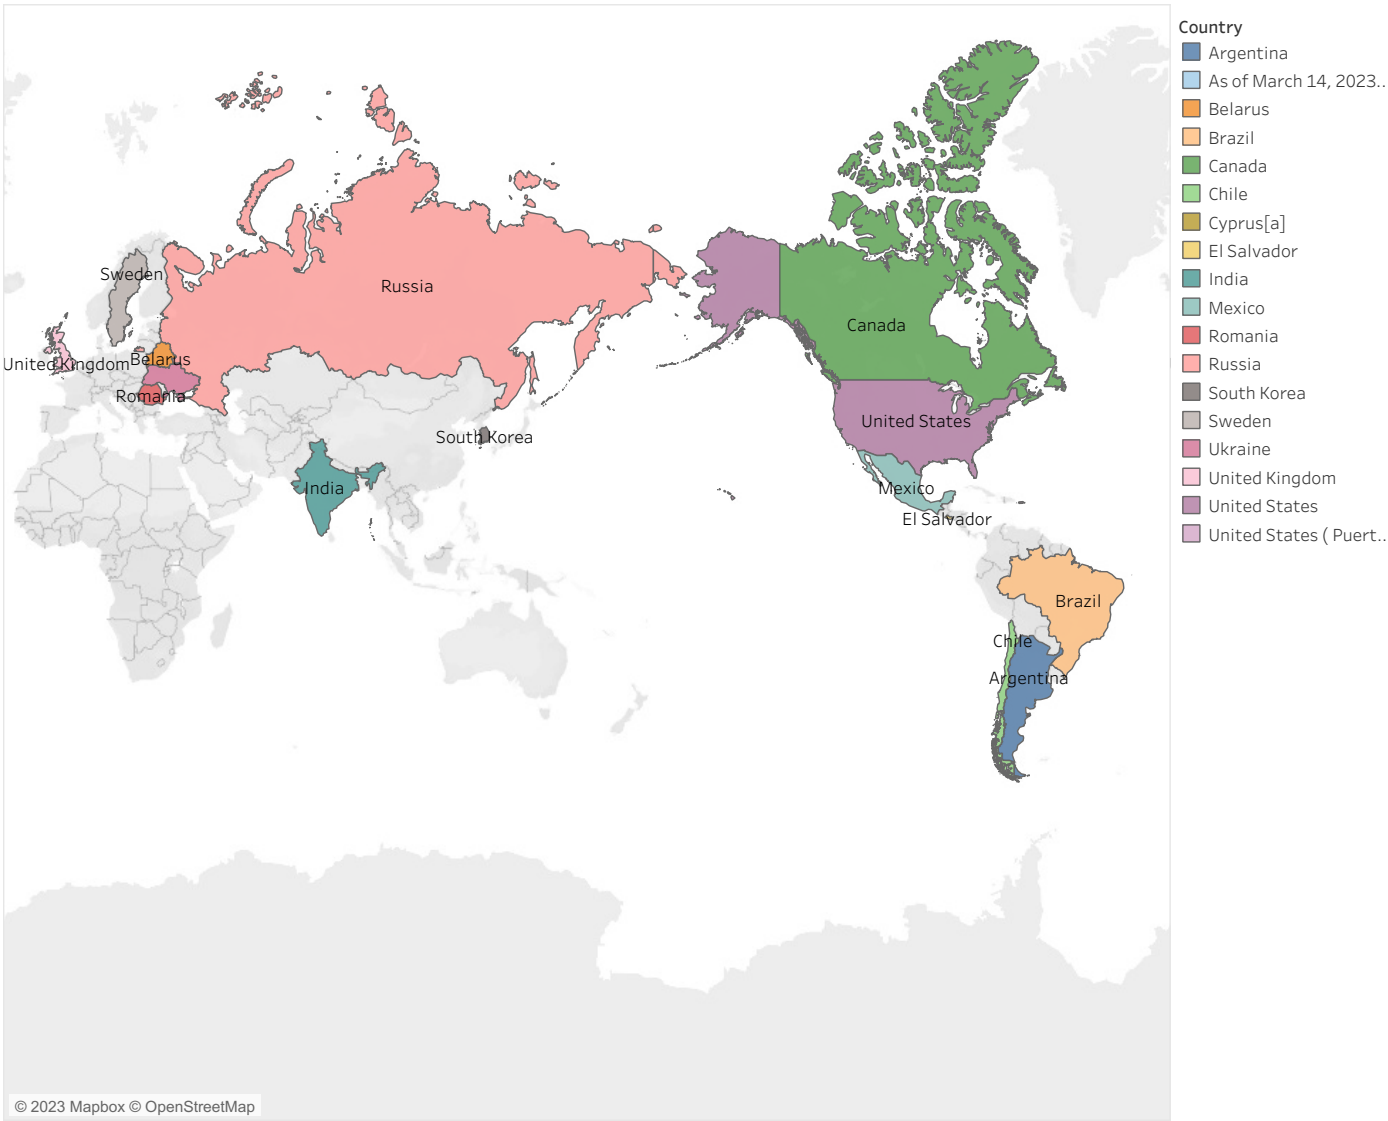 Country
Argentina
As of March 14, 2023..
Belarus
Brazil
Canada
Chile
Cyprus[a]
El Salvador
India
Mexico
Romania
Russia
South Korea
Sweden
Ukraine
United Kingdom
United States
United States ( Puert..
Sweden
Russia
Canada
United Kingdom
Belarus
Romania
United States
South Korea
India
Mexico
El Salvador
Brazil
Chile
Argentina
© 2023 Mapbox © OpenStreetMap